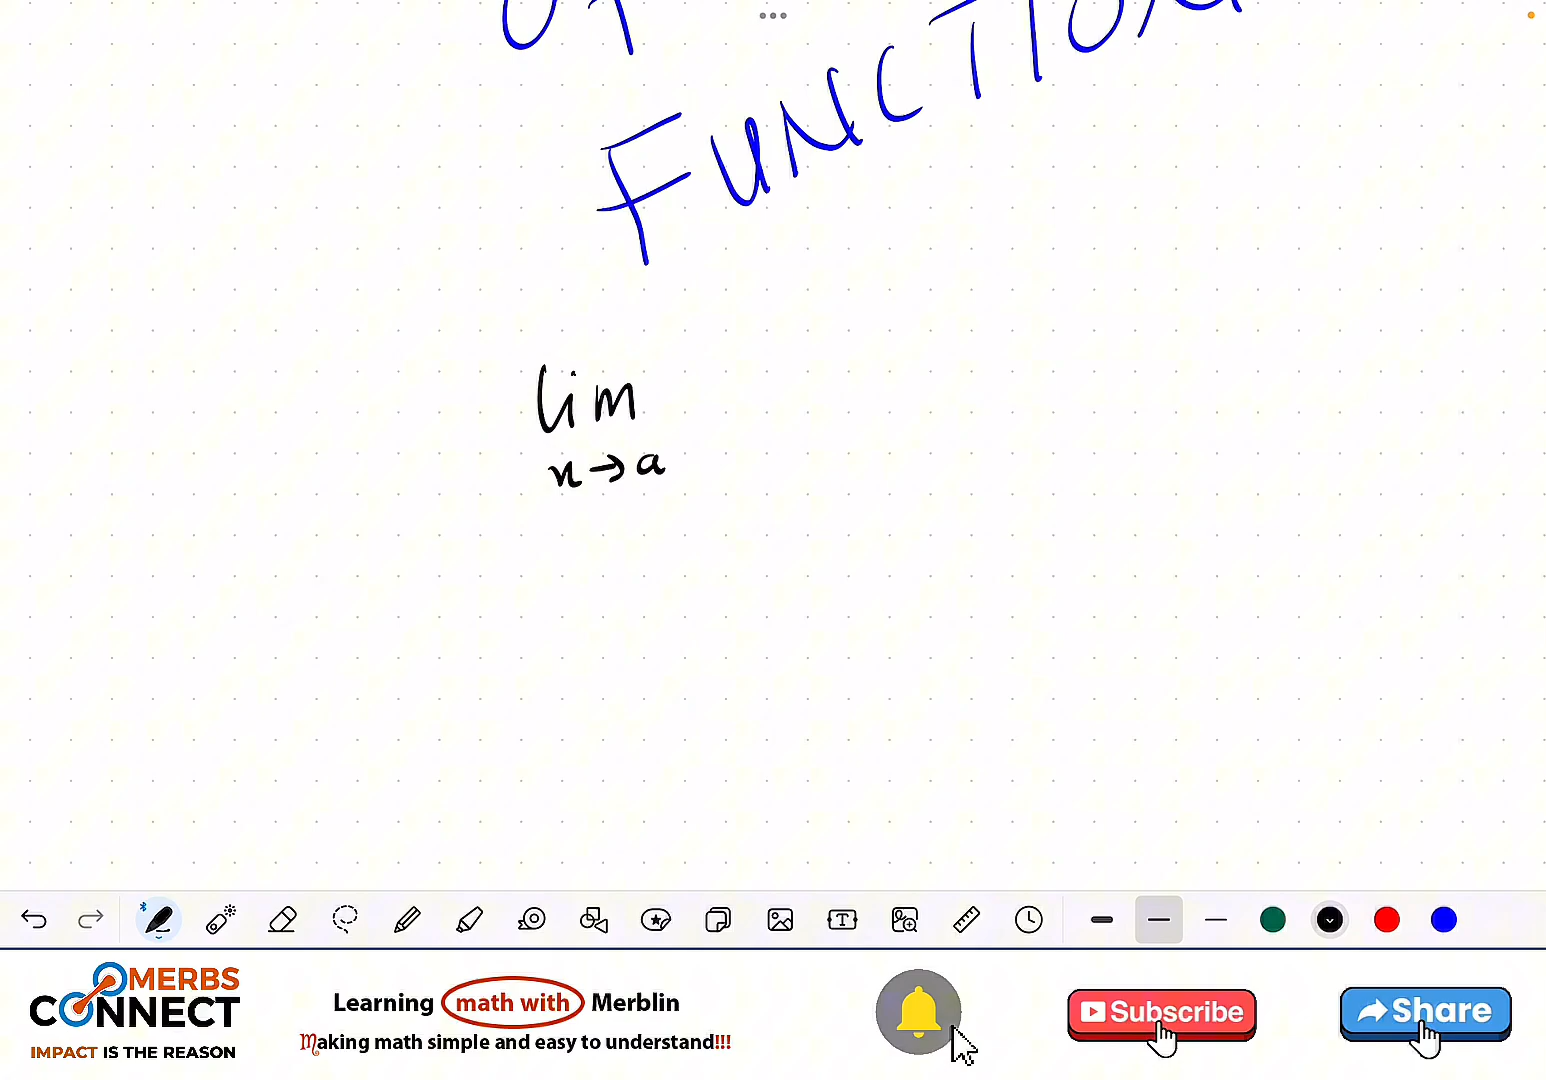 OF
FUNCTION
lim
x→a
T
MERBS
CONNECT
IMPACT IS THE REASON
Learning math with Merblin
Making math simple and easy to understand!!!
Subscribe
Share